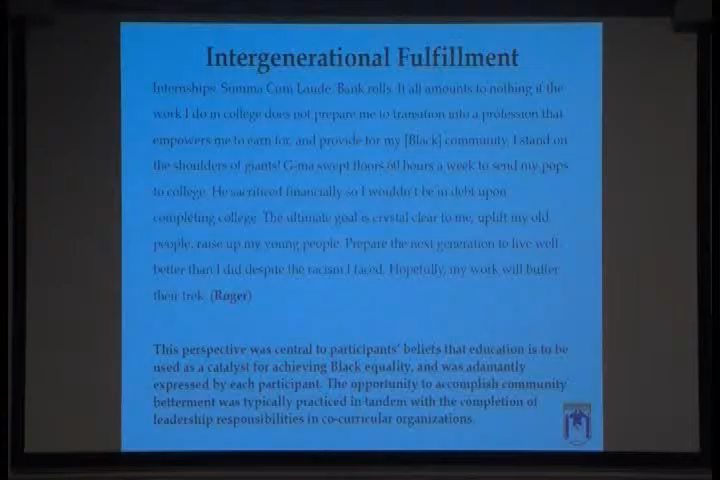 Intergenerational Fulfillment
Internships. Summa Cum Laude. Bank rolls. It all amounts to nothing if the
work I do in college does not prepare me to transition into a profession that
empowers me to earn for, and provide for my [Black] community. I stand on
the shoulders of giants! G-ma swept floors 60 hours a week to send my pops
to college. He sacrificed financially so I wouldn't be in debt upon
completing college. The ultimate goal is crystal clear to me, uplift my old
people, raise up my young people. Prepare the next generation to live well
better than I did despite the racism I faced. Hopefully, my work will buffer
their trek. (Roger)
This perspective was central to participants' beliefs that education is to be
used as a catalyst for achieving Black equality, and was adamantly
expressed by each participant. The opportunity to accomplish community
betterment was typically practiced in tandem with the completion of
leadership responsibilities in co-curricular organizations.